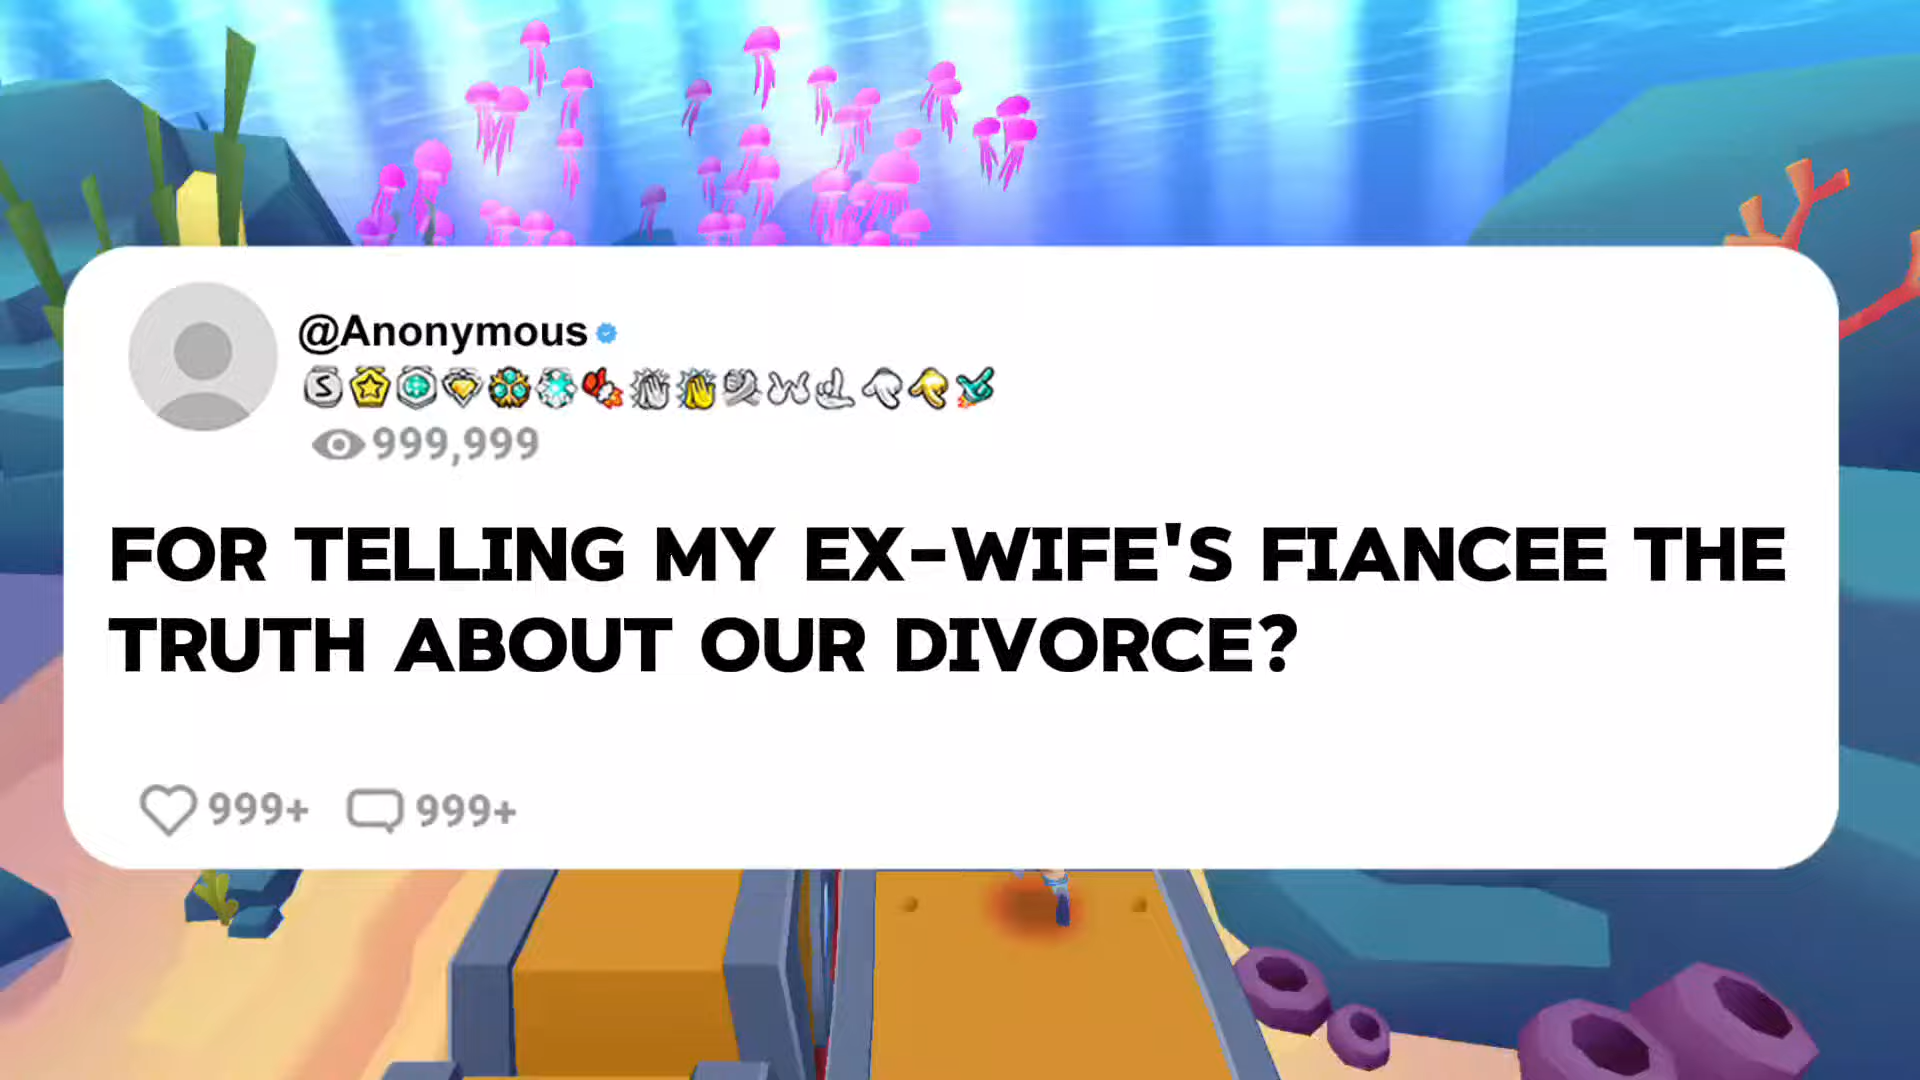 @Anonymous
999,999
FOR TELLING MY EX-WIFE'S FIANCEE THE
TRUTH ABOUT OUR DIVORCE?
999+ 999+